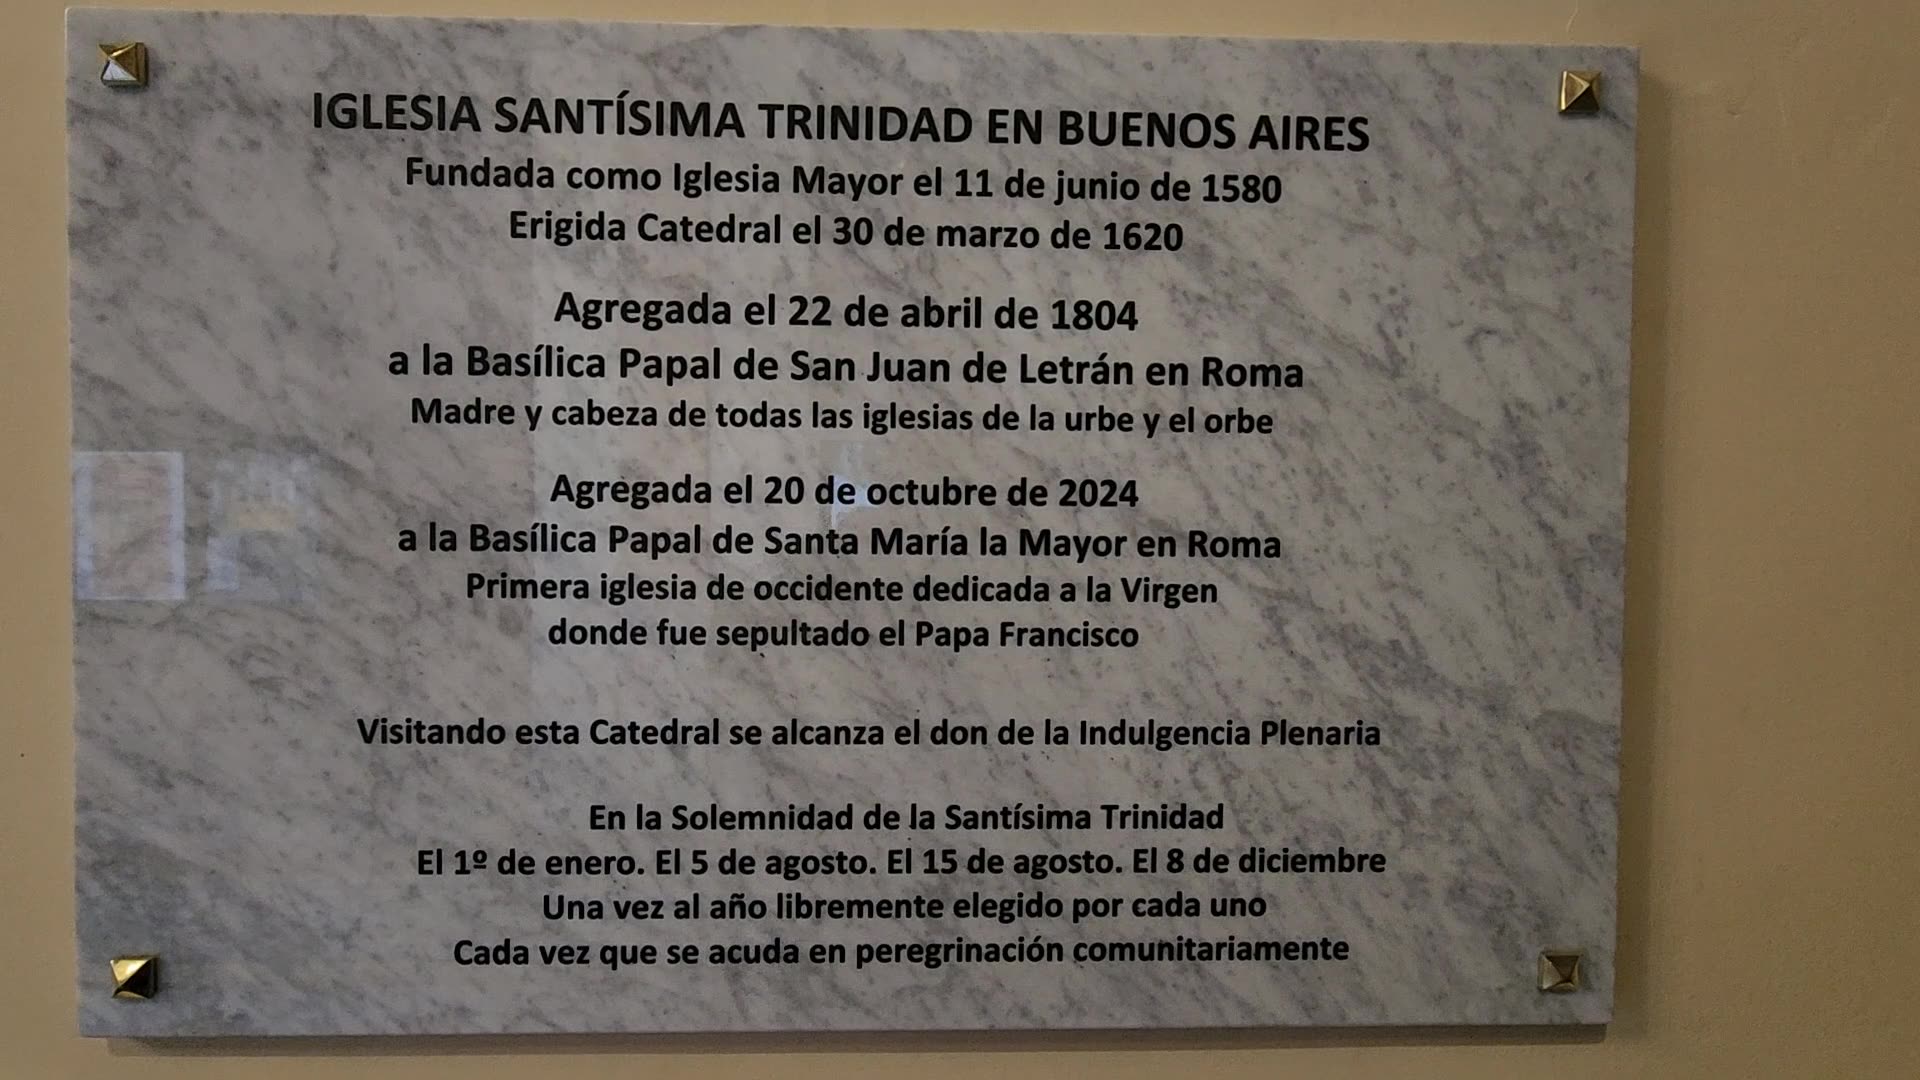 IGLESIA SANTÍSIMA TRINIDAD EN BUENOS AIRES
Fundada como Iglesia Mayor el 11 de junio de 1580
Erigida Catedral el 30 de marzo de 1620
Agregada el 22 de abril de 1804
a la Basílica Papal de San Juan de Letrán en Roma
Madre y cabeza de todas las iglesias de la urbe y el orbe
Agregada el 20 de octubre de 2024
a la Basílica Papal de Santa María la Mayor en Roma
Primera iglesia de occidente dedicada a la Virgen
donde fue sepultado el Papa Francisco
Visitando esta Catedral se alcanza el don de la Indulgencia Plenaria
En la Solemnidad de la Santísima Trinidad
El 1º de enero. El 5 de agosto. El 15 de agosto. El 8 de diciembre
Una vez al año libremente elegido por cada uno
Cada vez que se acuda en peregrinación comunitariamente